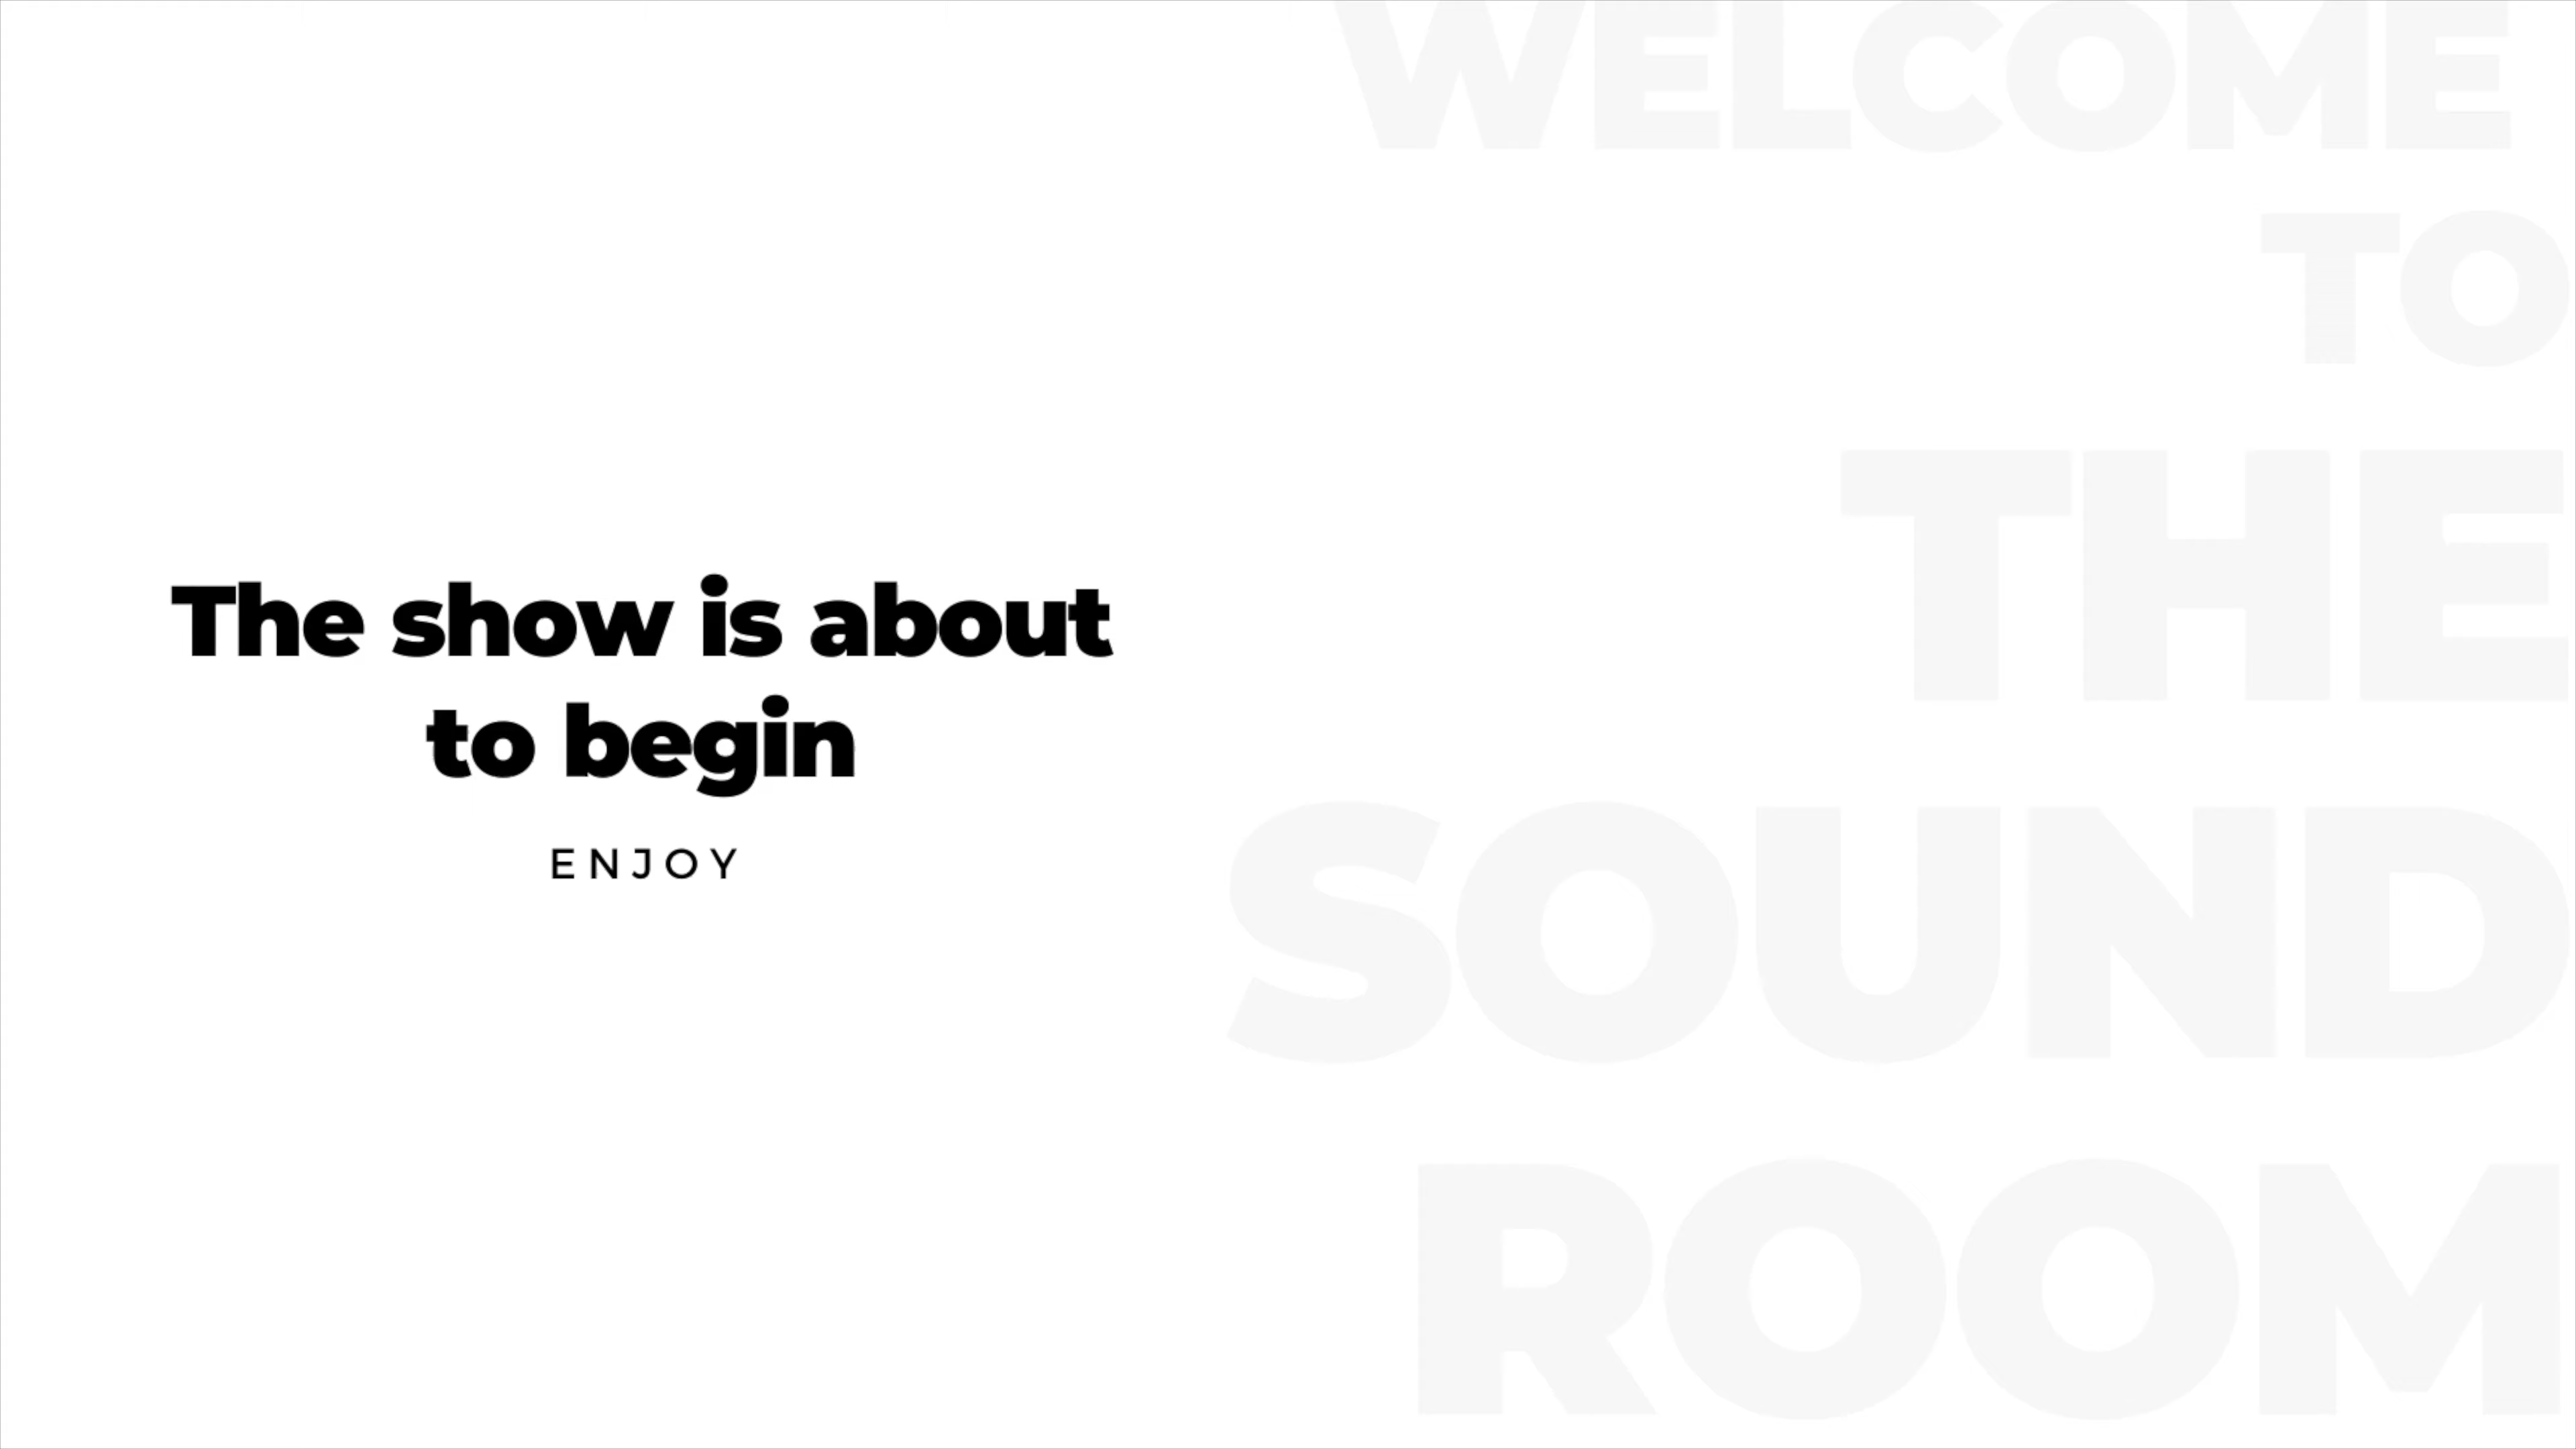 The show is about
to begin
ENJOY
WELCOME
TO
THE
SOUND
ROOM